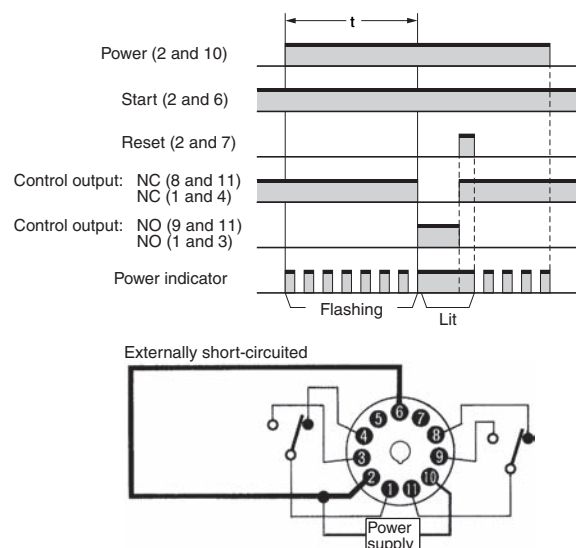 t
Power (2 and 10)
Start (2 and 6)
Reset (2 and 7)
Control output: NC (8 and 11)
NC (1 and 4)
Control output: NO (9 and 11)
NO (1 and 3)
Power indicator
Flashing
Lit
Externally short-circuited
6
5
7
4
8
3
9
2
10
1
11
Power
supply